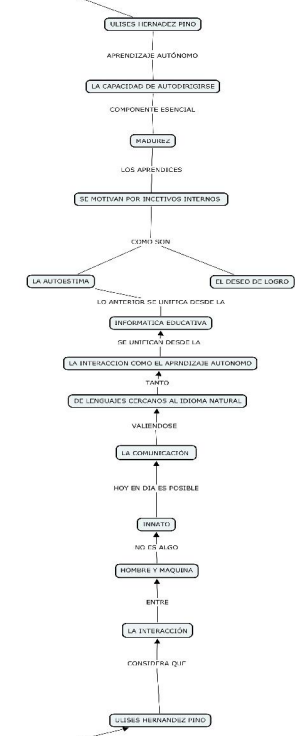 ULISES HERNADEZ PINO
APRENDIZAJE AUTÓNOMO
LA CAPACIDAD DE AUTODIRIGIRSE
COMPONENTE ESENCIAL
MADUREZ
LOS APRENDICES
SE MOTIVAN POR INCETIVOS INTERNOS
COMO SON
LA AUTOESTIMA
EL DESEO DE LOGRO
LO ANTERIOR SE UNIFICA DESDE LA
INFORMATICA EDUCATIVA
SE UNIFICAN DESDE LA
LA INTERACCION COMO EL APRNDIZAJE AUTONOMO
TANTO
DE LENGUAJES CERCANOS AL IDIOMA NATURAL
VALIENDOSE
LA COMUNICACIÓN
HOY EN DIA ES POSIBLE
INNATO
NO ES ALGO
HOMBRE Y MAQUINA
ENTRE
LA INTERACCIÓN
CONSIDERA QUE
ULISES HERNANDEZ PINO